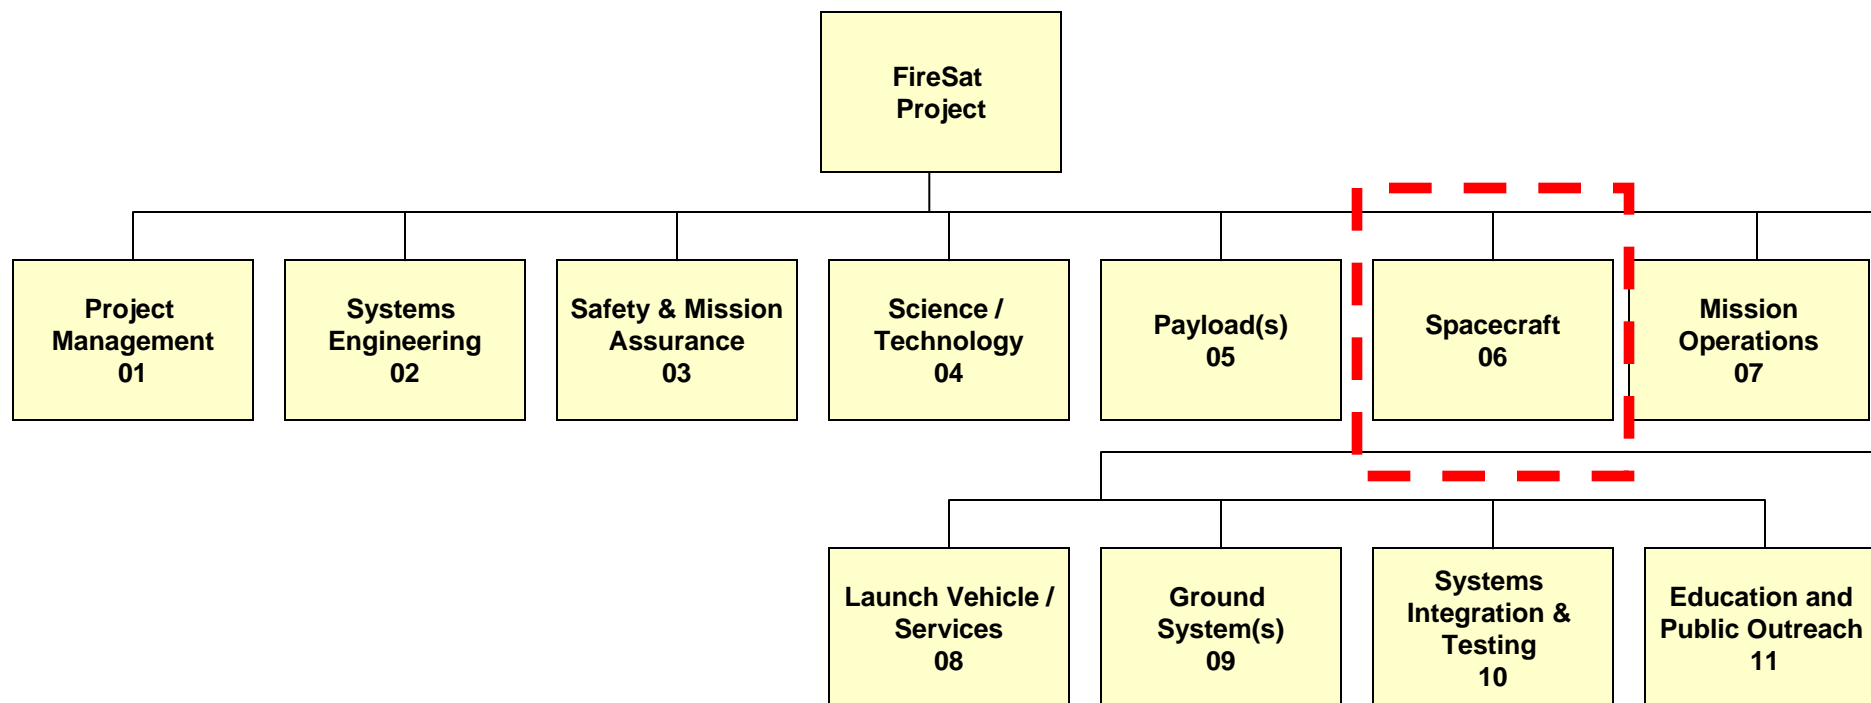 FireSat
Project
Project
Management
01
Systems
Engineering
02
Safety & Mission
Assurance
03
Science /
Technology
04
Payload(s)
05
Spacecraft
06
Mission
Operations
07
Launch Vehicle /
Services
08
Ground
System(s)
09
Systems
Integration &
Testing
10
Education and
Public Outreach
11